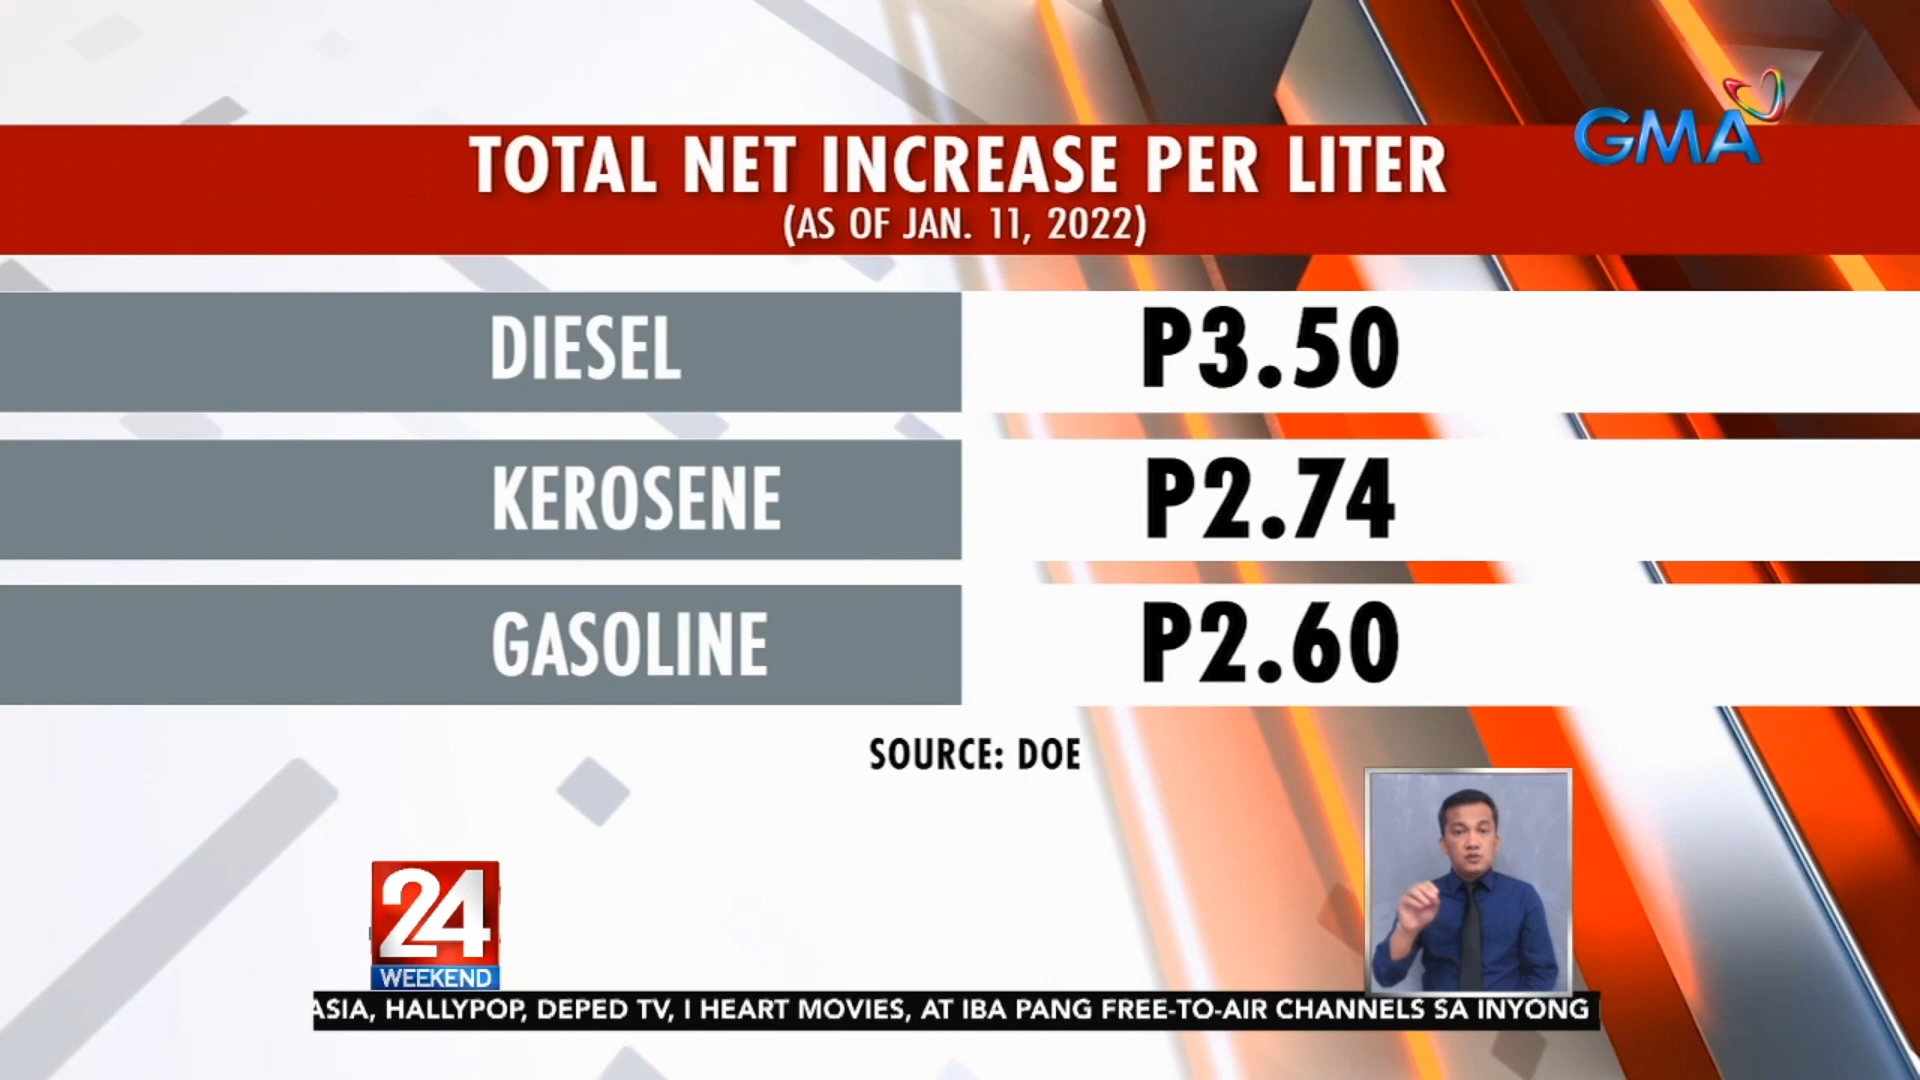 GMA
TOTAL NET INCREASE PER LITER
(AS OF JAN. 11, 2022)
DIESEL P3.50
KEROSENE P2.74
GASOLINE P2.60
SOURCE: DOE
24
WEEKEND
ASIA, HALLYPOP, DEPED TV, I HEART MOVIES, AT IBA PANG FREE-TO-AIR CHANNELS SA INYONG